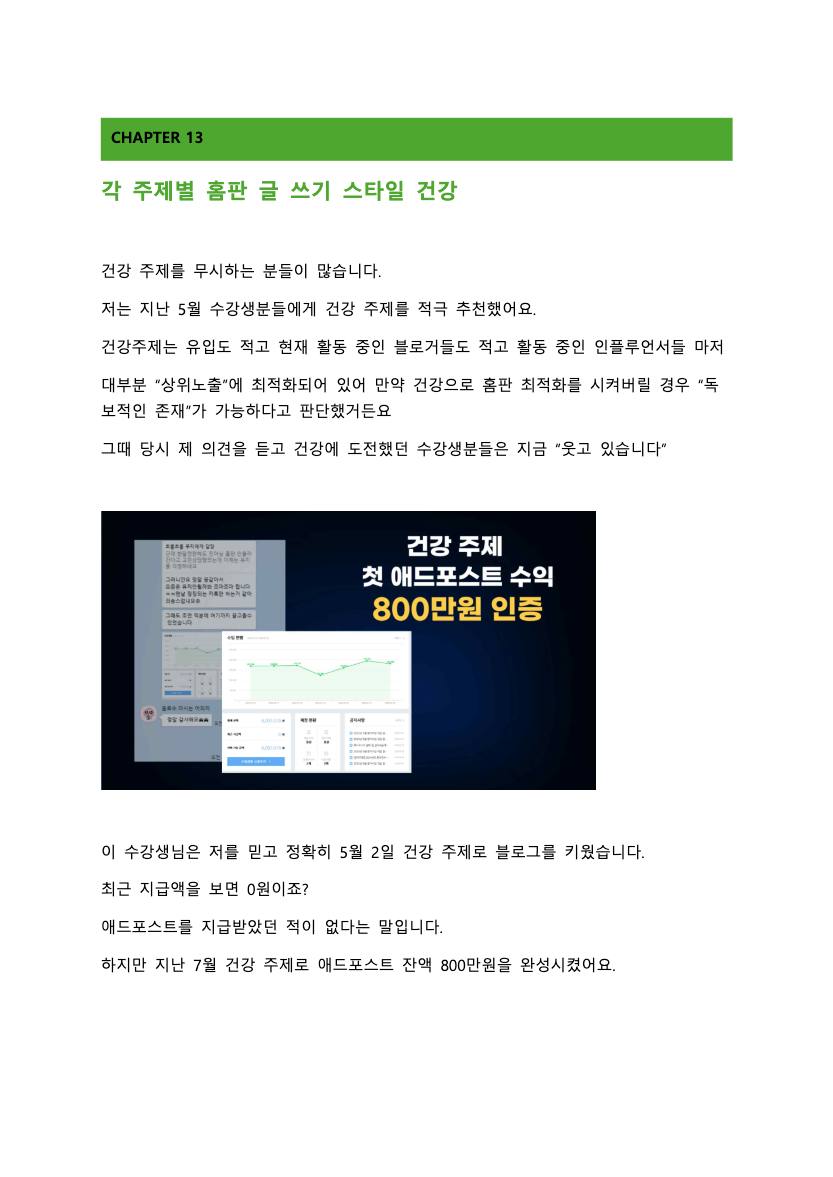 CHAPTER 13
각 주제별 홈판 글 쓰기 스타일 건강
건강 주제를 무시하는 분들이 많습니다.
저는 지난 5월 수강생분들에게 건강 주제를 적극 추천했어요.
건강주제는 유입도 적고 현재 활동 중인 블로거들도 적고 활동 중인 인플루언서들 마저
대부분 “상위노출”에 최적화되어 있어 만약 건강으로 홈판 최적화를 시켜버릴 경우 “독
보적인 존재”가 가능하다고 판단했거든요
그때 당시 제 의견을 듣고 건강에 도전했던 수강생분들은 지금 “웃고 있습니다”
건강 주제
첫 애드포스트 수익
800만원 인증
수입 현황
공지사항
정말 감사해요
이 수강생님은 저를 믿고 정확히 5월 2일 건강 주제로 블로그를 키웠습니다.
최근 지급액을 보면 0원이죠?
애드포스트를 지급받았던 적이 없다는 말입니다.
하지만 지난 7월 건강 주제로 애드포스트 잔액 800만원을 완성시켰어요.